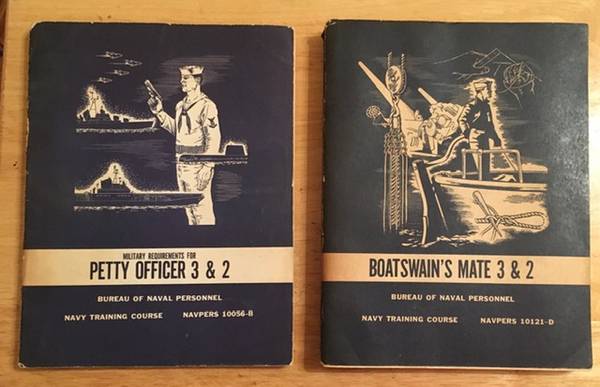 MILITARY REQUIREMENTS FOR
PETTY OFFICER 3 & 2
BUREAU OF NAVAL PERSONNEL
NAVY TRAINING COURSE NAVPERS 10056-B
BOATSWAIN'S MATE 3 & 2
BUREAU OF NAVAL PERSONNEL
NAVY TRAINING COURSE NAVPERS 10121-D